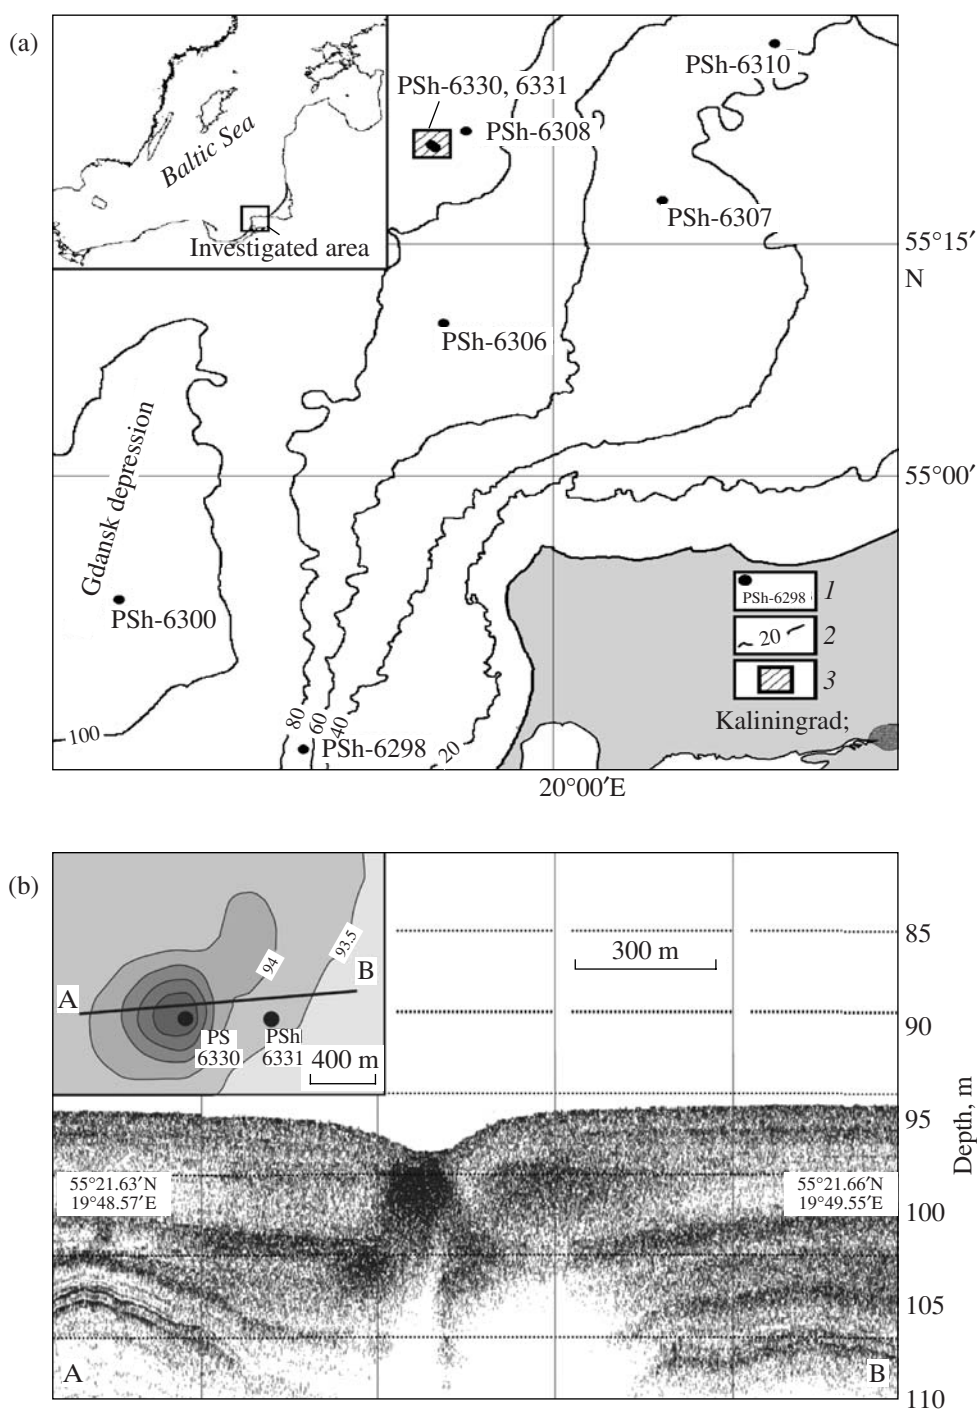 (a)
Baltic Sea
Investigated area
PSh-6310
PSh-6330, 6331
PSh-6308
PSh-6307
55°15′
N
PSh-6306
55°00′
Gdansk depression
PSh-6300
PSh-6298
1
20
2
3
Kaliningrad;
100
80
60
40
20
PSh-6298
20°00′E
(b)
93.5
94
A
B
PS
6330
PSh
6331
400 m
300 m
85
90
95
100
105
110
Depth, m
55°21.63′N
19°48.57′E
55°21.66′N
19°49.55′E
A
B